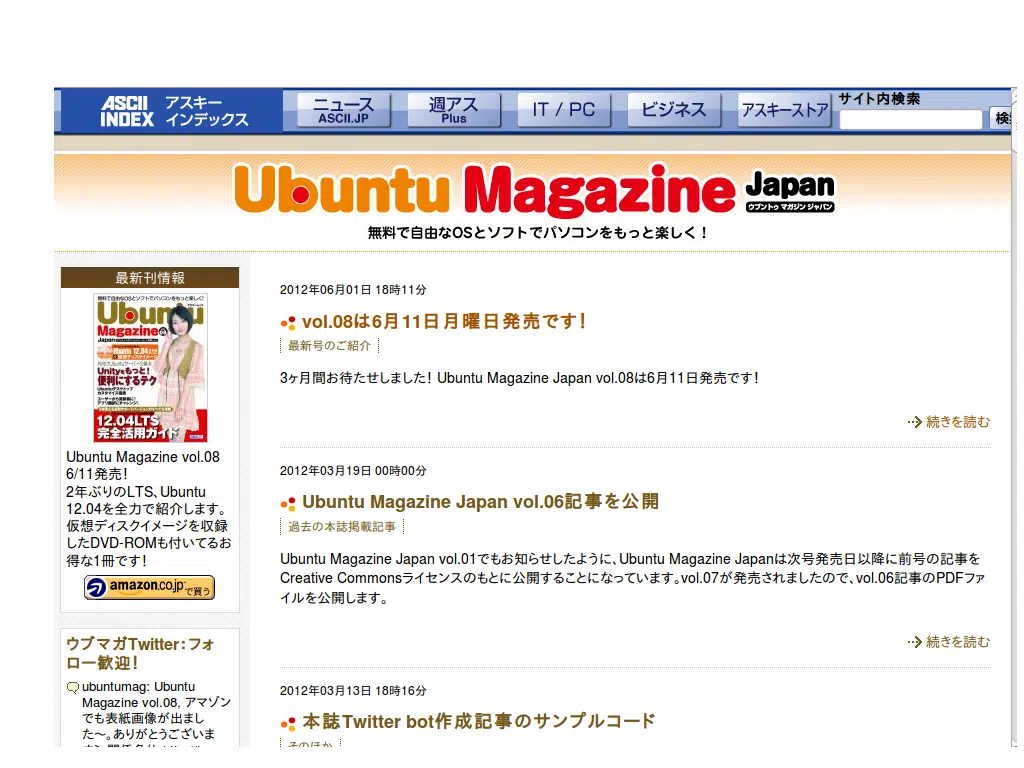 ASCII INDEX アスキー インデックス
ニュース ASCII.JP
週アス Plus
IT / PC
ビジネス
アスキーストア
サイト内検索
Ubuntu Magazine Japan
ウブントゥ マガジン ジャパン
無料で自由なOSとソフトでパソコンをもっと楽しく！
最新刊情報
無料で自由なOSとソフトでパソコンをもっと楽しく！
Ubuntu
Magazine
Japan
Unityをもっと！
便利にするテク
12.04LTS
完全活用ガイド
Ubuntu Magazine vol.08
6/11発売！
2年ぶりのLTS、Ubuntu
12.04を全力で紹介します。
仮想ディスクイメージを収録
したDVD-ROMも付いてるお
得な1冊です！
amazon.co.jp で買う
ウブマガTwitter：フォ
ロー歓迎！
ubuntumag: Ubuntu
Magazine vol.08, アマゾン
でも表紙画像が出まし
た〜。ありがとうございま
2012年06月01日 18時11分
vol.08は6月11日月曜日発売です！
最新号のご紹介
3ヶ月間お待たせしました！ Ubuntu Magazine Japan vol.08は6月11日発売です！
続きを読む
2012年03月19日 00時00分
Ubuntu Magazine Japan vol.06記事を公開
過去の本誌掲載記事
Ubuntu Magazine Japan vol.01でもお知らせしたように、Ubuntu Magazine Japanは次号発売日以降に前号の記事を
Creative Commonsライセンスのもとに公開することになっています。vol.07が発売されましたので、vol.06記事のPDFファ
イルを公開します。
続きを読む
2012年03月13日 18時16分
本誌Twitter bot作成記事のサンプルコード
そのほか